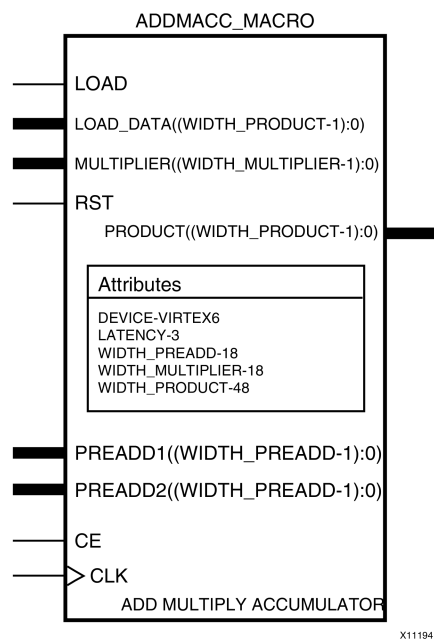 ADDMACC_MACRO
LOAD
LOAD_DATA((WIDTH_PRODUCT-1):0)
MULTIPLIER((WIDTH_MULTIPLIER-1):0)
RST
PRODUCT((WIDTH_PRODUCT-1):0)
Attributes
DEVICE-VIRTEX6
LATENCY-3
WIDTH_PREADD-18
WIDTH_MULTIPLIER-18
WIDTH_PRODUCT-48
PREADD1((WIDTH_PREADD-1):0)
PREADD2((WIDTH_PREADD-1):0)
CE
CLK
ADD MULTIPLY ACCUMULATOR
X11194